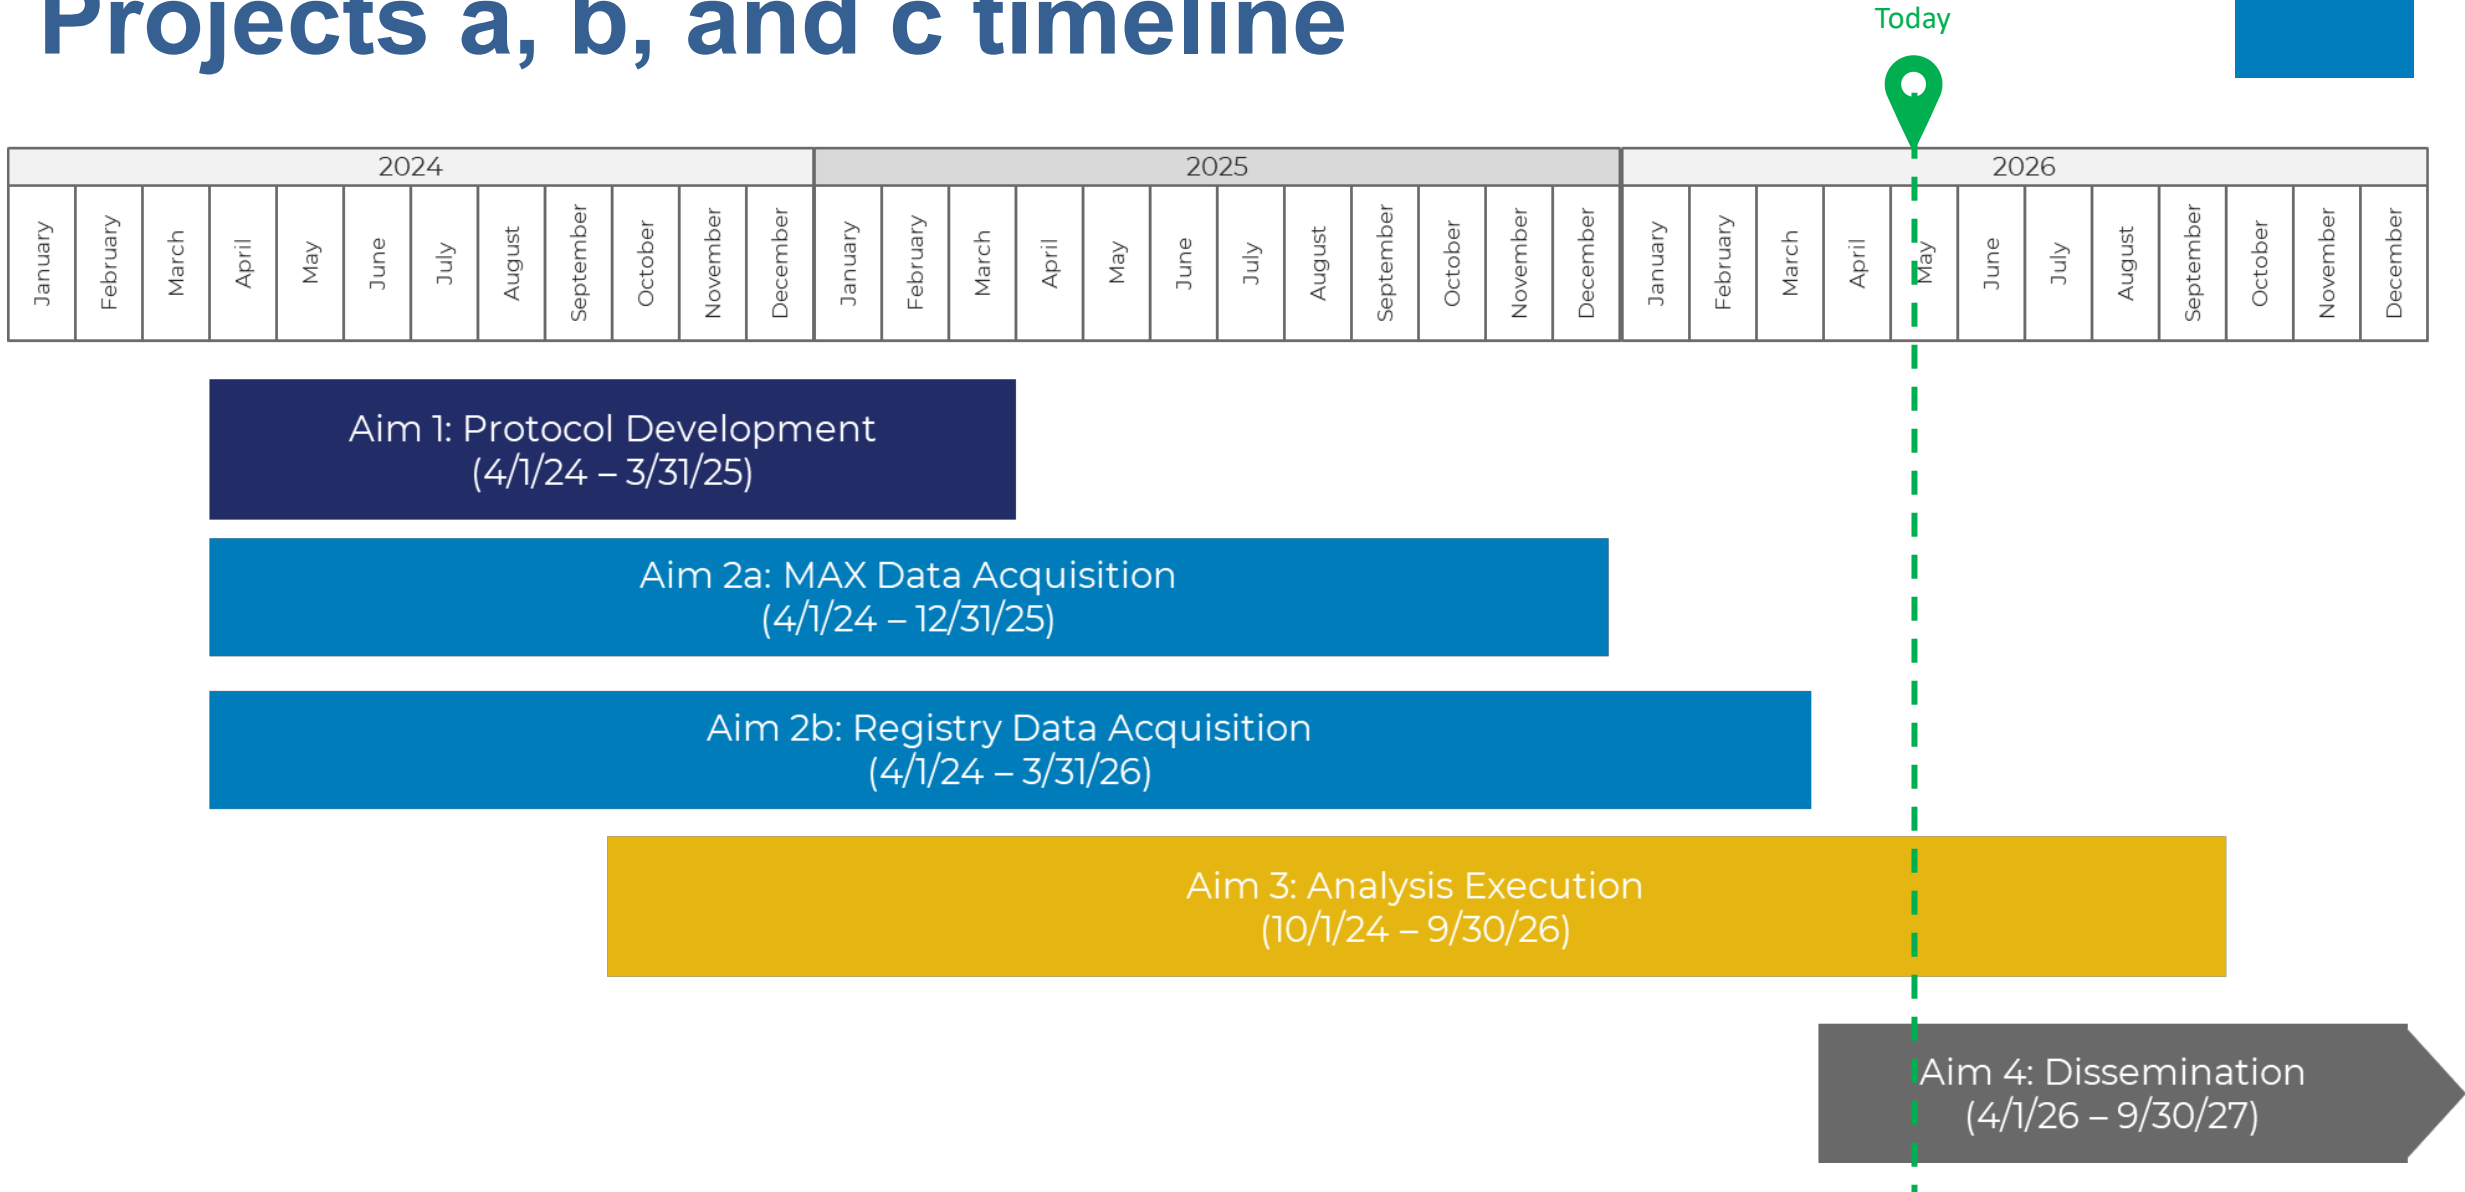 Projects a, b, and c timeline
Today
2024 2025 2026
January February March April May June July August September October November December January February March April May June July August September October November December January February March April May June July August September October November December
Aim 1: Protocol Development
(4/1/24 – 3/31/25)
Aim 2a: MAX Data Acquisition
(4/1/24 – 12/31/25)
Aim 2b: Registry Data Acquisition
(4/1/24 – 3/31/26)
Aim 3: Analysis Execution
(10/1/24 – 9/30/26)
Aim 4: Dissemination
(4/1/26 – 9/30/27)